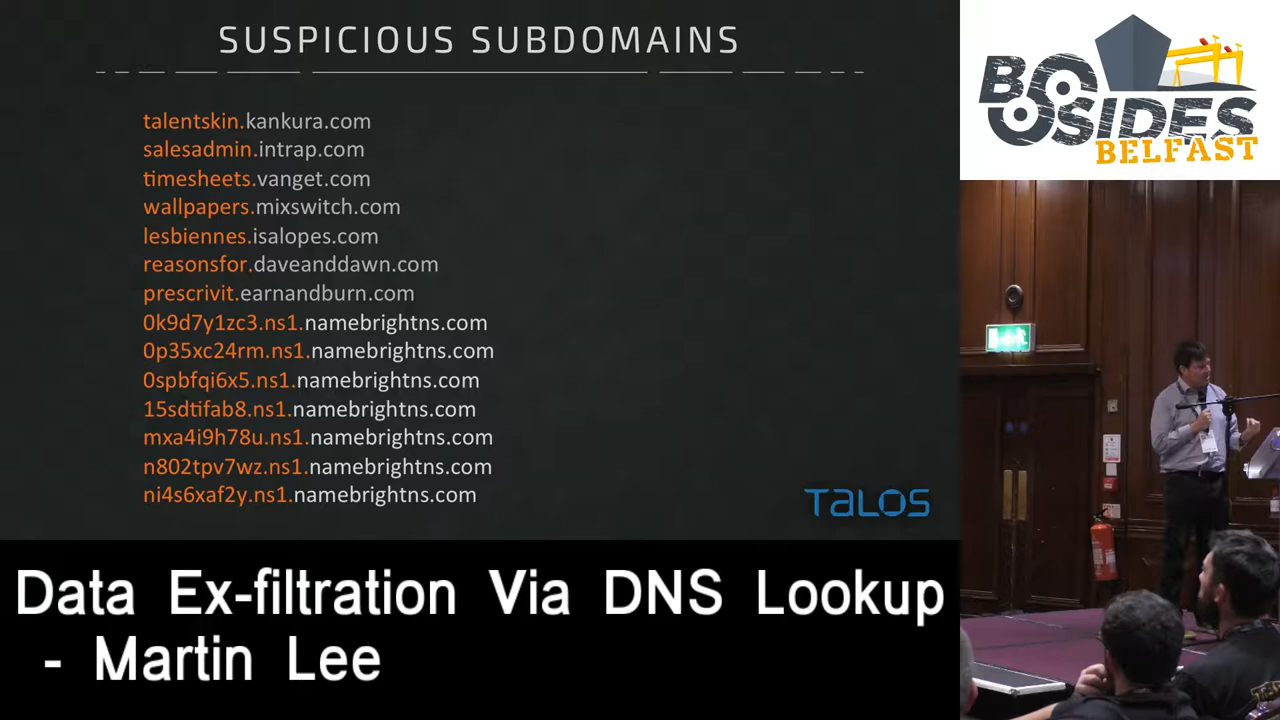 SUSPICIOUS SUBDOMAINS
talentskin.kankura.com
salesadmin.intrap.com
timesheets.vanget.com
wallpapers.mixswitch.com
lesbiennes.isalopes.com
reasonsfor.daveanddawn.com
prescrivit.earnandburn.com
0k9d7y1zc3.ns1.namebrightns.com
0p35xc24rm.ns1.namebrightns.com
0spbfqi6x5.ns1.namebrightns.com
15sdtifab8.ns1.namebrightns.com
mxa4i9h78u.ns1.namebrightns.com
n802tpv7wz.ns1.namebrightns.com
ni4s6xaf2y.ns1.namebrightns.com
TALOS
BSIDES
BELFAST
Data Ex-filtration Via DNS Lookup
- Martin Lee